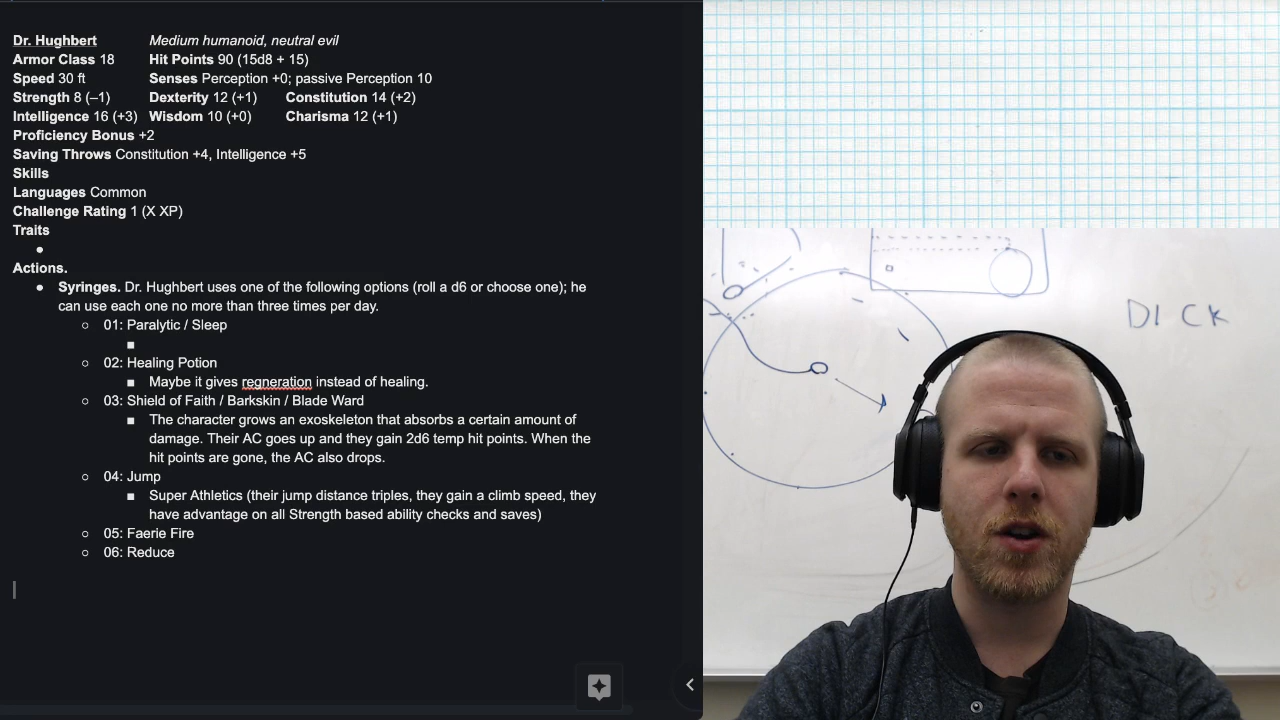 Dr. Hughbert Medium humanoid, neutral evil
Armor Class 18 Hit Points 90 (15d8 + 15)
Speed 30 ft Senses Perception +0; passive Perception 10
Strength 8 (–1) Dexterity 12 (+1) Constitution 14 (+2)
Intelligence 16 (+3) Wisdom 10 (+0) Charisma 12 (+1)
Proficiency Bonus +2
Saving Throws Constitution +4, Intelligence +5
Skills
Languages Common
Challenge Rating 1 (X XP)
Traits
Actions.
Syringes. Dr. Hughbert uses one of the following options (roll a d6 or choose one); he
can use each one no more than three times per day.
01: Paralytic / Sleep
02: Healing Potion
Maybe it gives regneration instead of healing.
03: Shield of Faith / Barkskin / Blade Ward
The character grows an exoskeleton that absorbs a certain amount of
damage. Their AC goes up and they gain 2d6 temp hit points. When the
hit points are gone, the AC also drops.
04: Jump
Super Athletics (their jump distance triples, they gain a climb speed, they
have advantage on all Strength based ability checks and saves)
05: Faerie Fire
06: Reduce
DICK